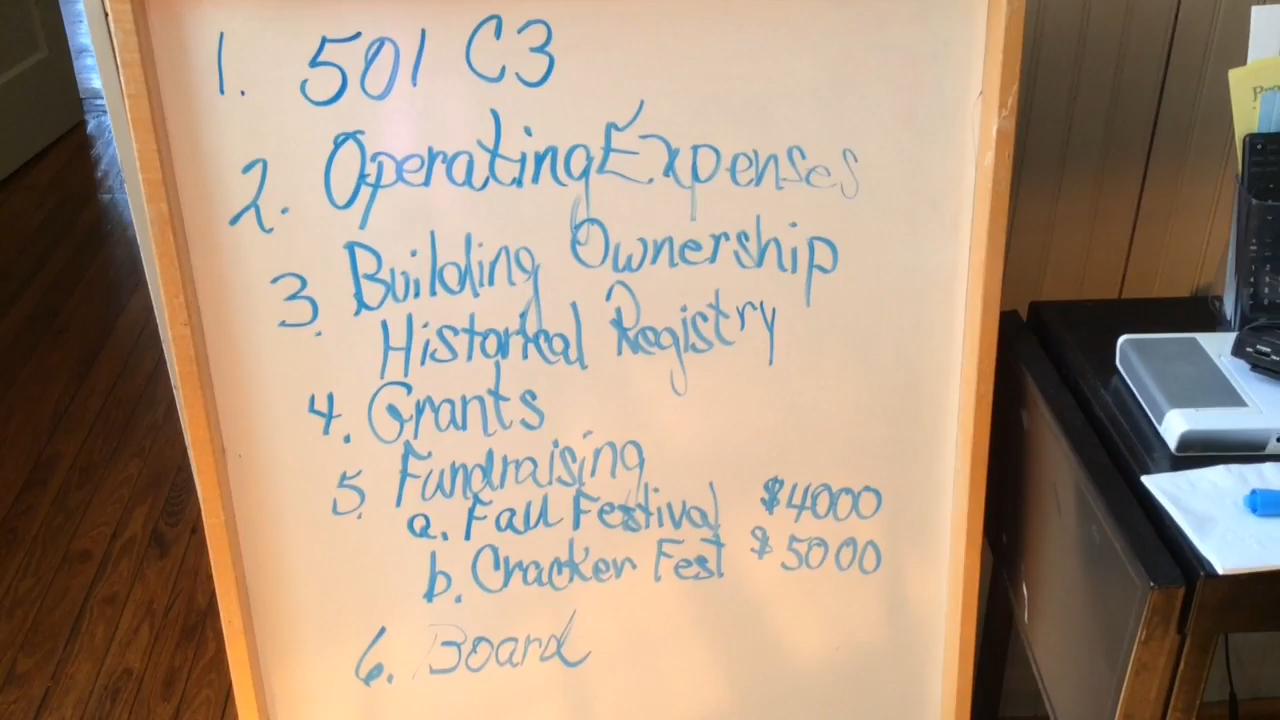 1. 501 C3
2. Operating Expenses
3. Building Ownership
Historical Registry
4. Grants
5. Fundraising
a. Fall Festival $4000
b. Cracker Fest $5000
6. Board